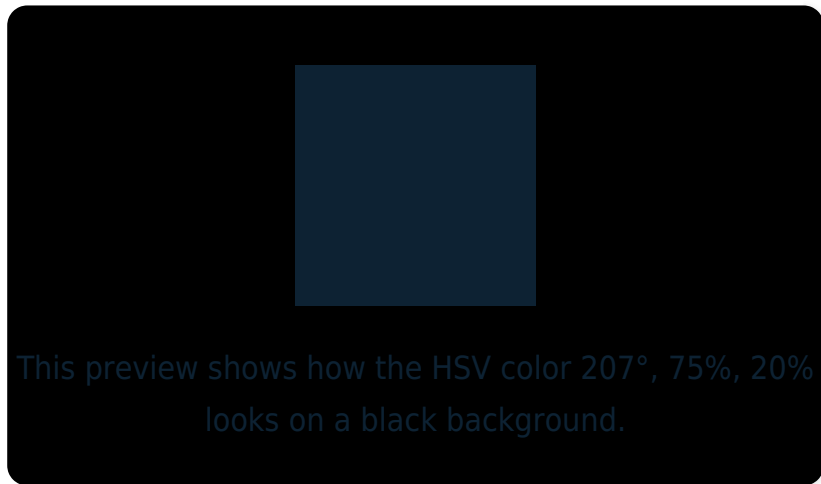 This preview shows how the HSV color 207°, 75%, 20%
looks on a black background.